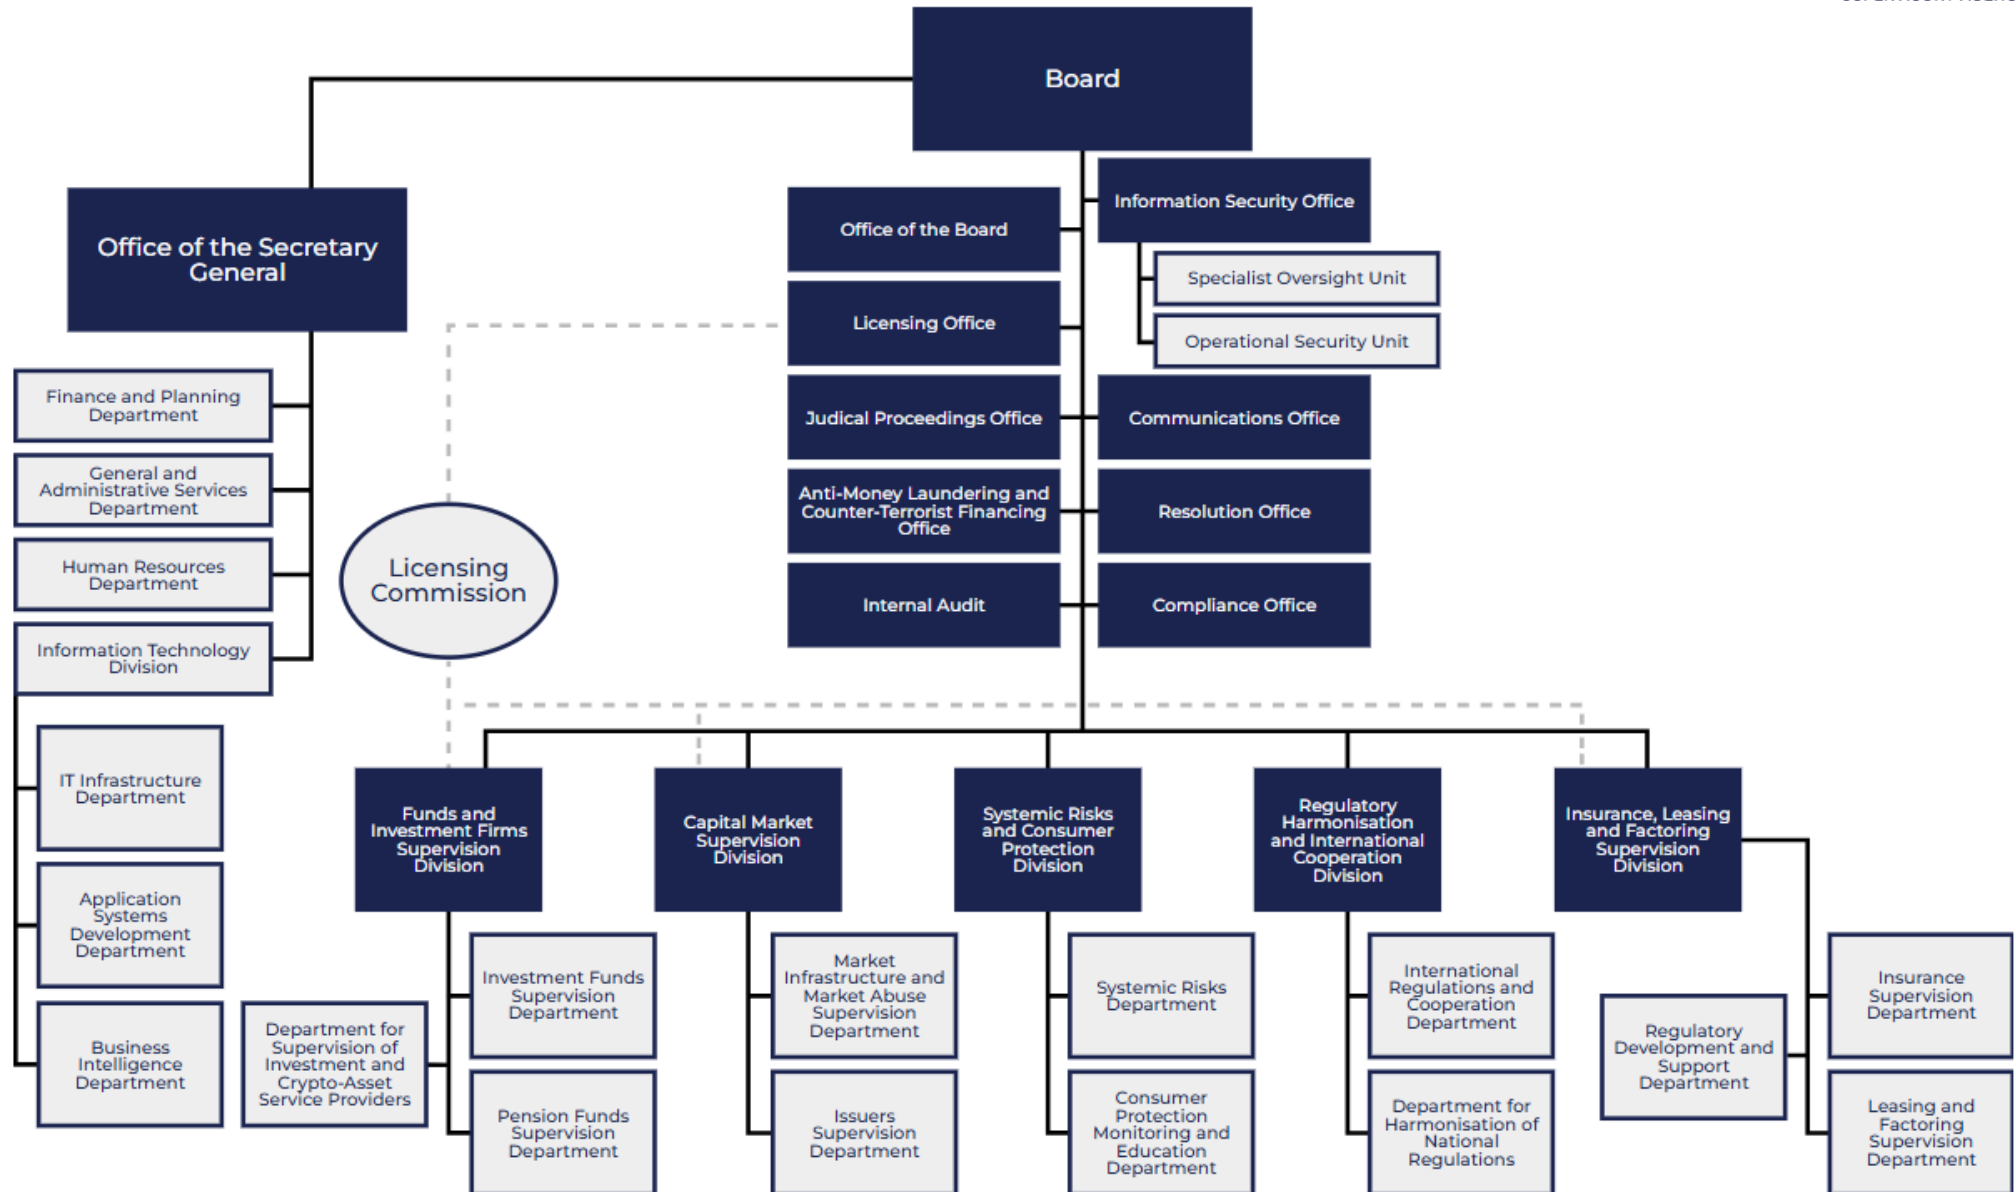 Board
Office of the Secretary
General
Information Security Office
Office of the Board
Specialist Oversight Unit
Licensing Office
Operational Security Unit
Finance and Planning
Department
Judical Proceedings Office
Communications Office
General and
Administrative Services
Department
Anti-Money Laundering and
Counter-Terrorist Financing
Office
Resolution Office
Human Resources
Department
Licensing
Commission
Internal Audit
Compliance Office
Information Technology
Division
IT Infrastructure
Department
Application
Systems
Development
Department
Business
Intelligence
Department
Funds and
Investment Firms
Supervision
Division
Capital Market
Supervision
Division
Systemic Risks
and Consumer
Protection
Division
Regulatory
Harmonisation
and International
Cooperation
Division
Insurance, Leasing
and Factoring
Supervision
Division
Department for
Supervision of
Investment and
Crypto-Asset
Service Providers
Investment Funds
Supervision
Department
Pension Funds
Supervision
Department
Market
Infrastructure and
Market Abuse
Supervision
Department
Issuers
Supervision
Department
Systemic Risks
Department
Consumer
Protection
Monitoring and
Education
Department
International
Regulations and
Cooperation
Department
Department for
Harmonisation of
National
Regulations
Regulatory
Development and
Support
Department
Insurance
Supervision
Department
Leasing and
Factoring
Supervision
Department